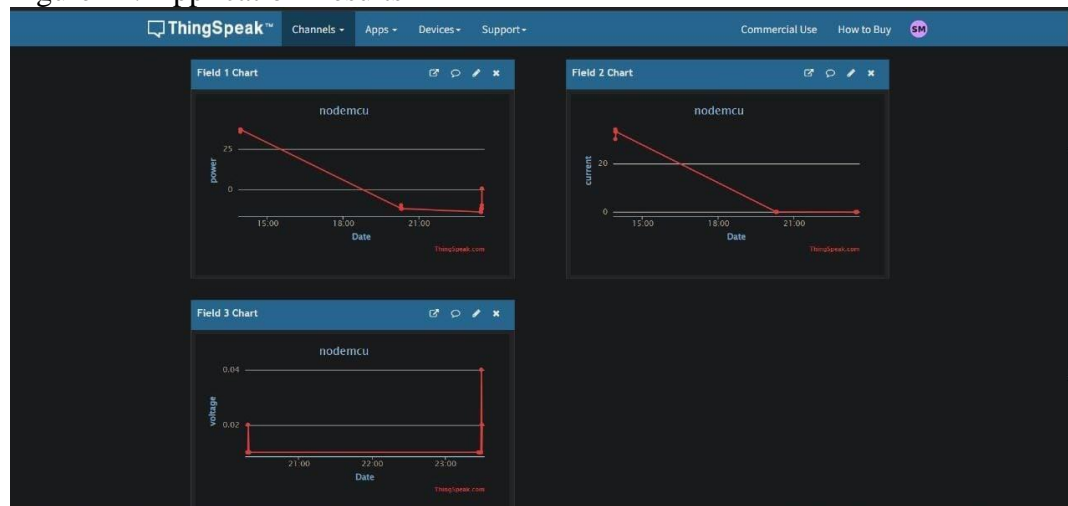 ThingSpeak™ Channels Apps Devices Support Commercial Use How to Buy SM
Field 1 Chart
nodemcu
power
25
0
15:00 18:00 21:00
Date
ThingSpeak.com
Field 2 Chart
nodemcu
current
20
0
15:00 18:00 21:00
Date
ThingSpeak.com
Field 3 Chart
nodemcu
voltage
0.04
0.02
21:00 22:00 23:00
Date
ThingSpeak.com